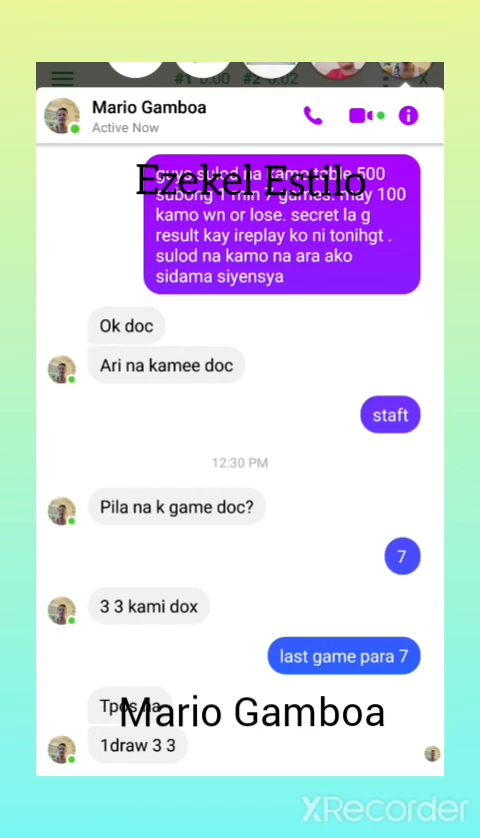 #1 0.00 #2 0.02
X
Mario Gamboa
Active Now
guys sulod na kamo table 500
subong 1 min 7 games. may 100
kamo wn or lose. secret la g
result kay ireplay ko ni tonihgt .
sulod na kamo na ara ako
sidama siyensya
Ezekel Estilo
Ok doc
Ari na kamee doc
staft
12:30 PM
Pila na k game doc?
7
3 3 kami dox
last game para 7
Tpos na
Mario Gamboa
1draw 3 3
XRecorder